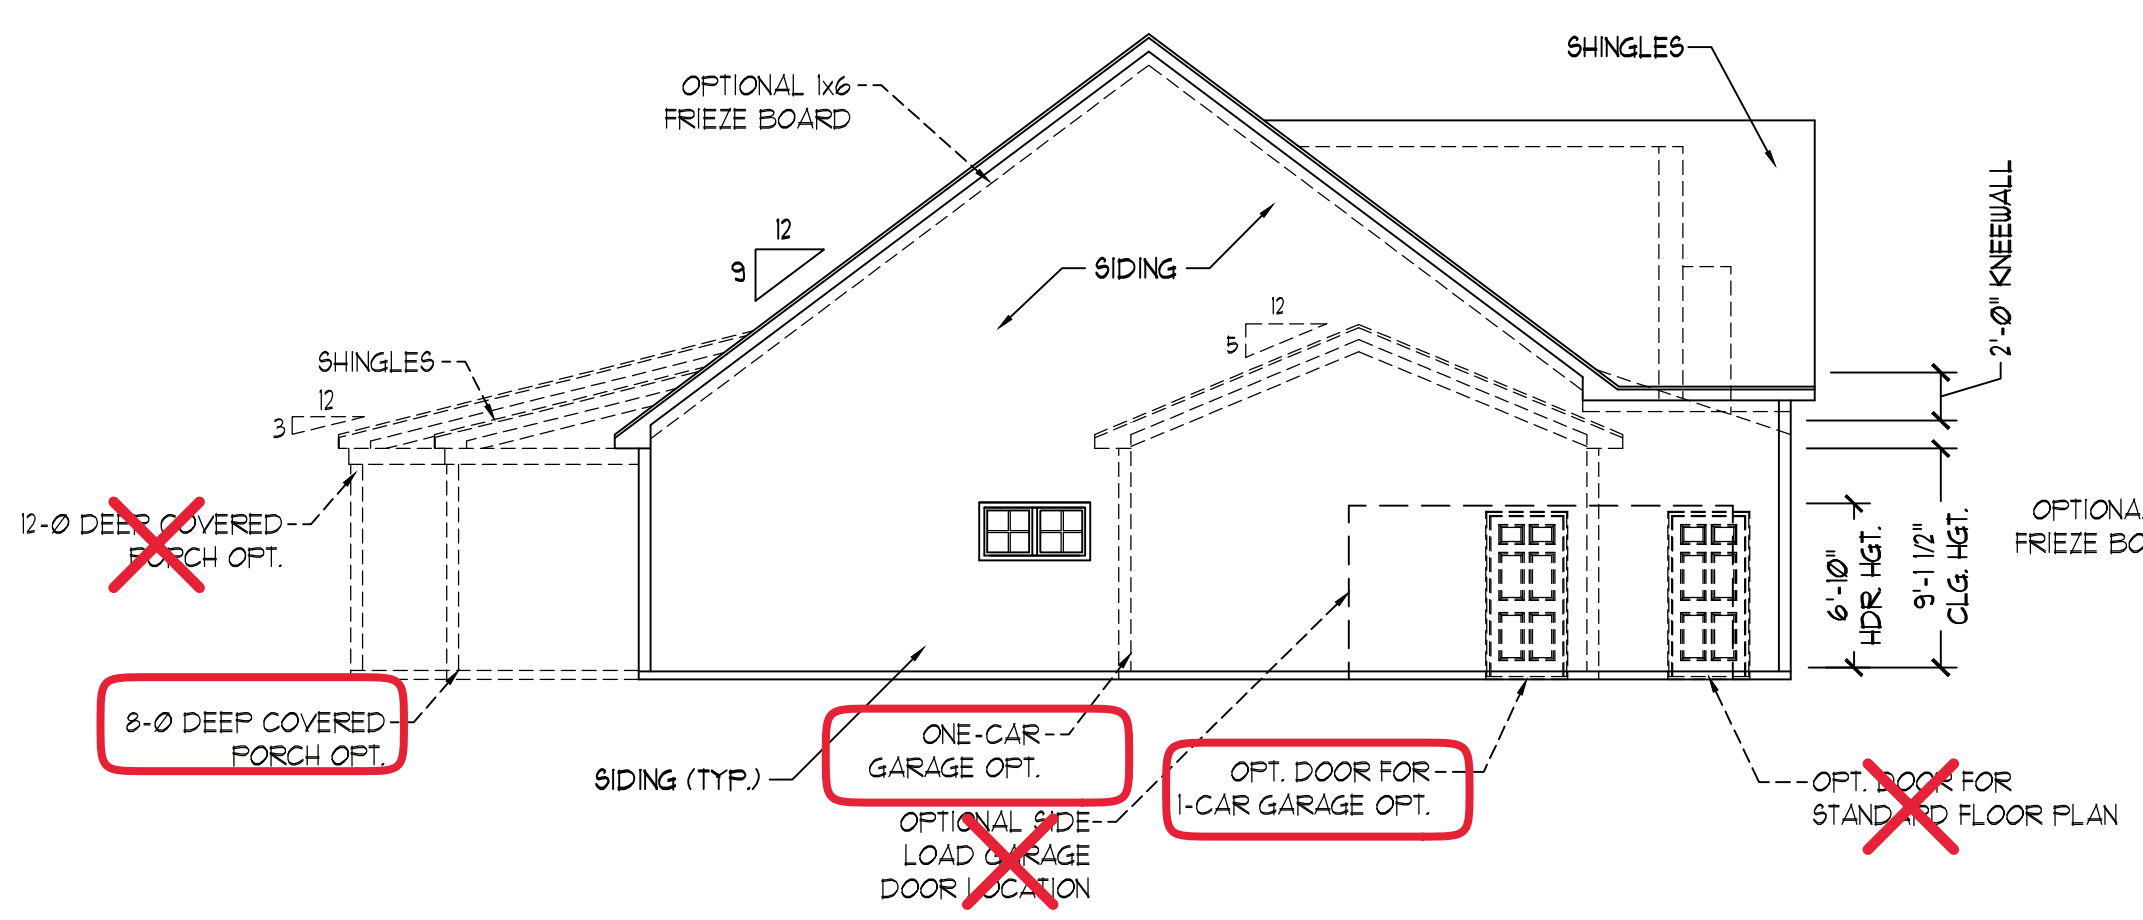 SHINGLES
OPTIONAL 1x6
FRIEZE BOARD
12
9
SIDING
2'-0" KNEEWALL
12
5
SHINGLES
12
3
12-0 DEEP COVERED
PORCH OPT.
OPTIONA
FRIEZE BO
6'-10"
HDR. HGT.
9'-1 1/2"
CLG. HGT.
8-0 DEEP COVERED
PORCH OPT.
SIDING (TYP.)
ONE-CAR
GARAGE OPT.
OPT. DOOR FOR
1-CAR GARAGE OPT.
OPT. DOOR FOR
STANDARD FLOOR PLAN
OPTIONAL SIDE
LOAD GARAGE
DOOR LOCATION